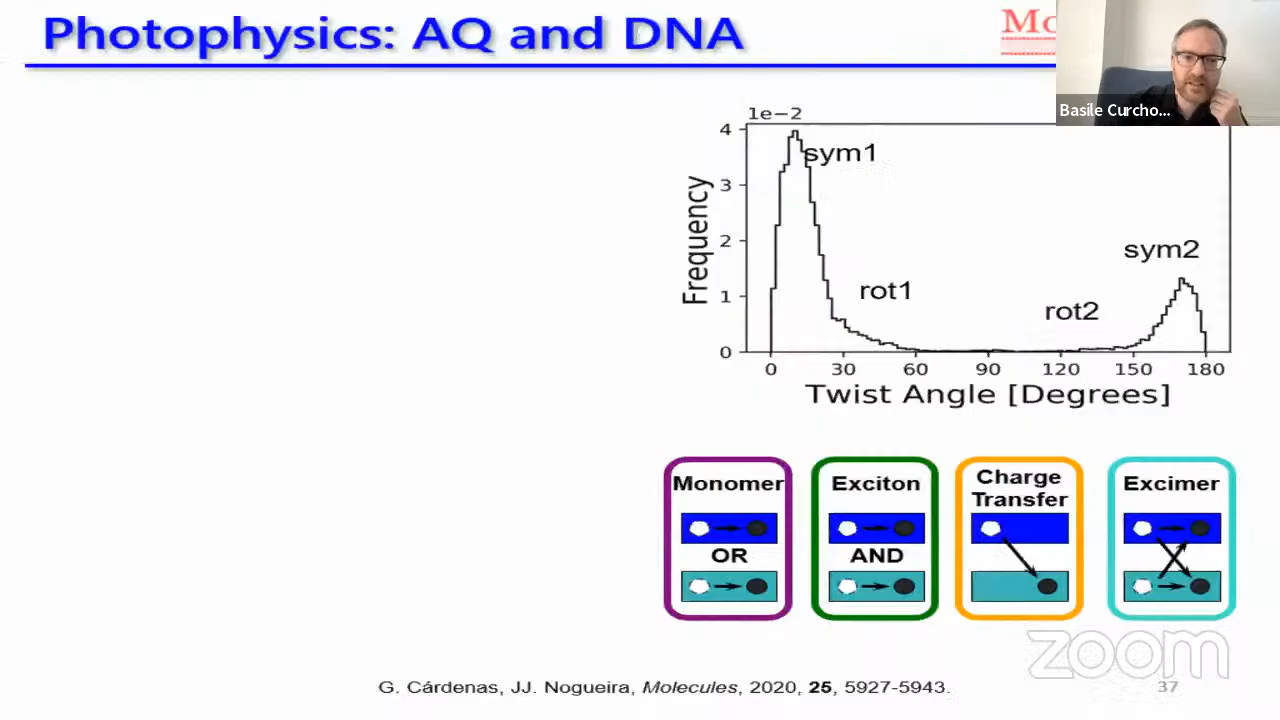 Photophysics: AQ and DNA
Mo
Basile Curcho...
1e−2
4
3
2
1
0
Frequency
sym1
rot1
rot2
sym2
0 30 60 90 120 150 180
Twist Angle [Degrees]
Monomer
OR
Exciton
AND
Charge
Transfer
Excimer
zoom
G. Cárdenas, JJ. Nogueira, Molecules, 2020, 25, 5927-5943.
37